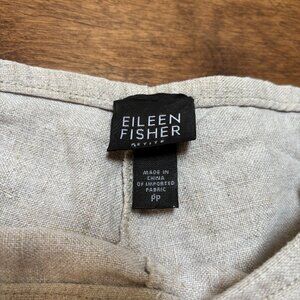 EILEEN
FISHER
PETITE
MADE IN
CHINA
OF IMPORTED
FABRIC
PP